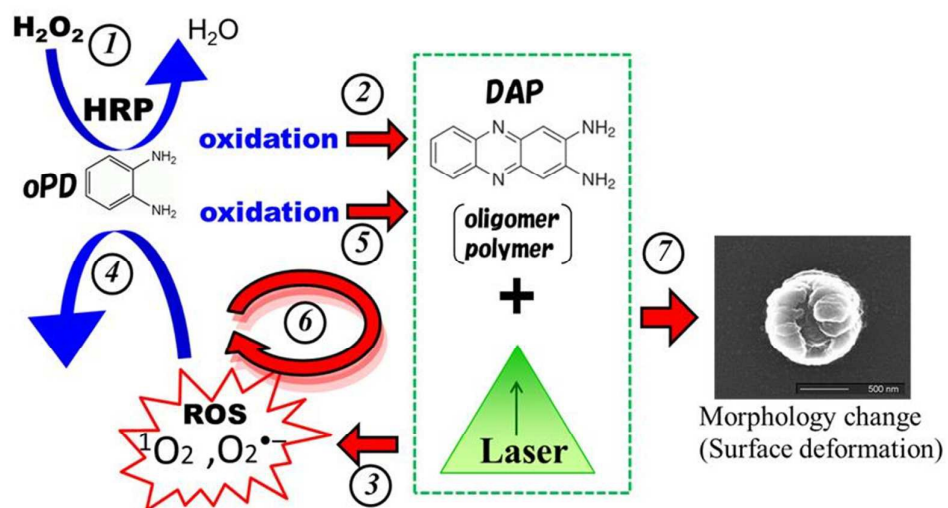 H₂O₂
1
H₂O
HRP
oPD
NH₂
NH₂
oxidation
2
oxidation
5
DAP
N
N
NH₂
NH₂
oligomer
polymer
+
Laser
4
6
ROS
¹O₂ ,O₂•−
3
7
500 nm
Morphology change
(Surface deformation)